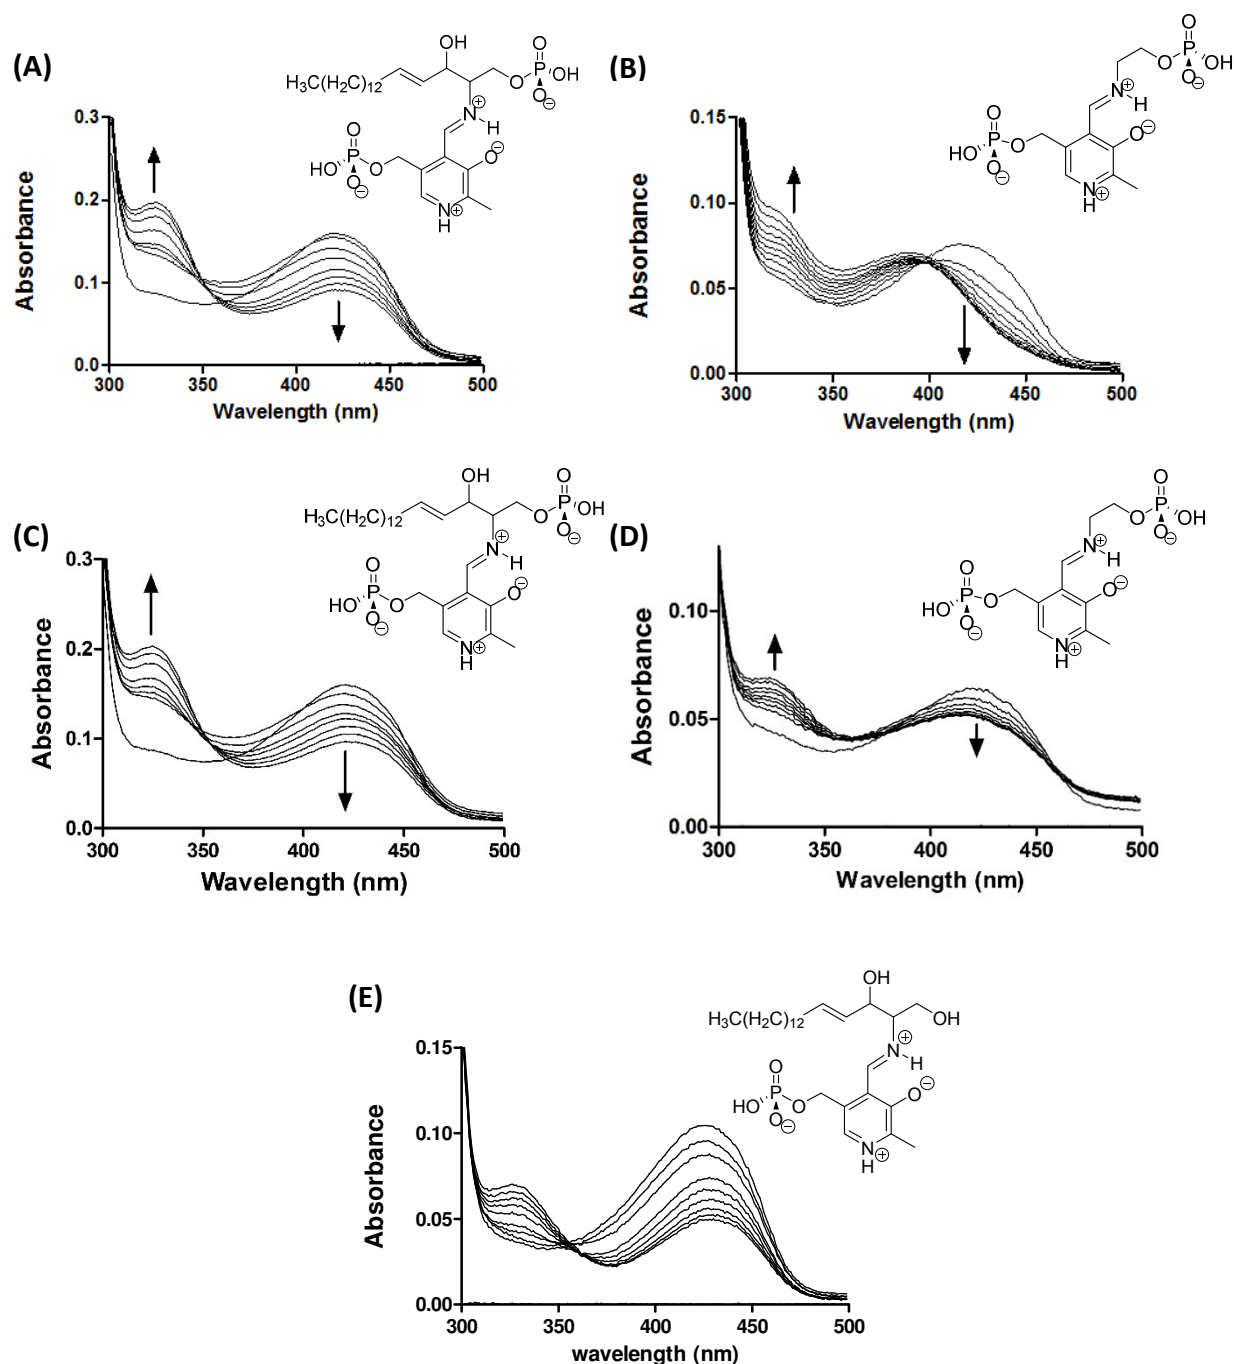 (A)
OH
H3C(H2C)12
O
O
P
OH
O⊖
⊕
N
H
O
P
HO
O
O⊖
O⊖
N
H
⊕
Absorbance
0.3
0.2
0.1
0.0
300
350
400
450
500
Wavelength (nm)
(B)
O
O
P
OH
O⊖
⊕
N
H
O
P
HO
O
O⊖
O⊖
N
H
⊕
Absorbance
0.15
0.10
0.05
0.00
300
350
400
450
500
Wavelength (nm)
(C)
OH
H3C(H2C)12
O
O
P
OH
O⊖
⊕
N
H
O
P
HO
O
O⊖
O⊖
N
H
⊕
Absorbance
0.3
0.2
0.1
0.0
300
350
400
450
500
Wavelength (nm)
(D)
O
O
P
OH
O⊖
⊕
N
H
O
P
HO
O
O⊖
O⊖
N
H
⊕
Absorbance
0.10
0.05
0.00
300
350
400
450
500
Wavelength (nm)
(E)
OH
H3C(H2C)12
OH
⊕
N
H
O
P
HO
O
O⊖
O⊖
N
H
⊕
Absorbance
0.15
0.10
0.05
0.00
300
350
400
450
500
wavelength (nm)